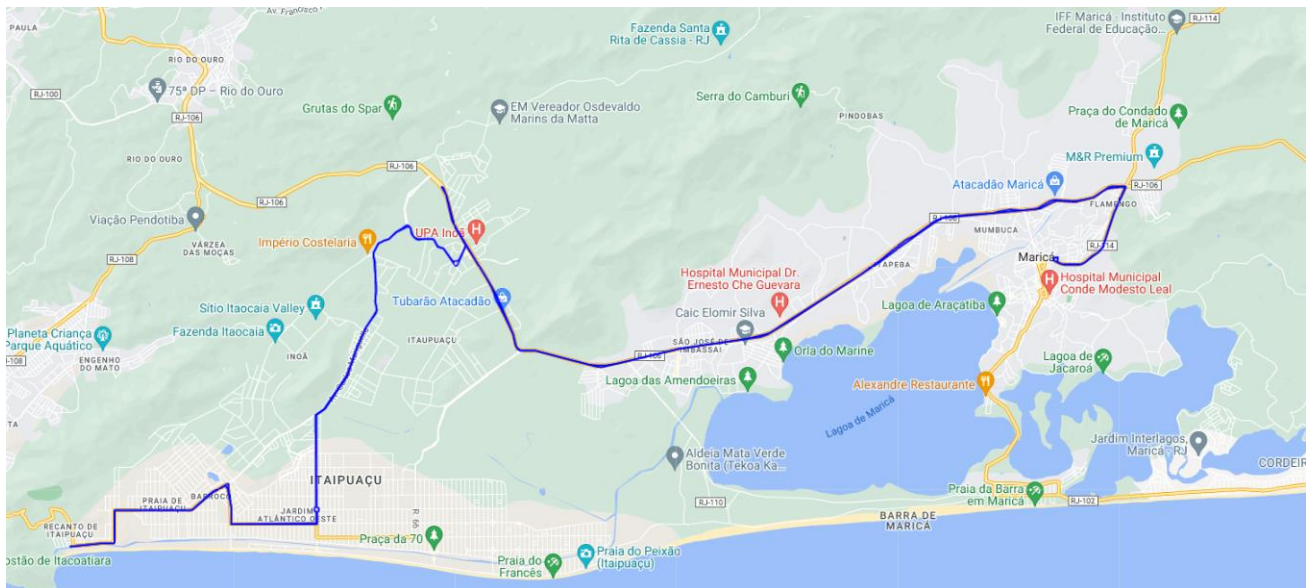 PAULA
Av. Francisco
RIO DO OURO
RJ-100
75ª DP – Rio do Ouro
RJ-106
Grutas do Spar
EM Vereador Osdevaldo
Marins da Matta
Fazenda Santa
Rita de Cassia - RJ
Serra do Camburi
PINDOBAS
IFF Maricá - Instituto
Federal de Educação...
RJ-114
Praça do Condado
de Maricá
M&R Premium
RIO DO OURO
RJ-106
RJ-106
Atacadão Maricá
RJ-106
FLAMENGO
Viação Pendotiba
VÁRZEA
DAS MOÇAS
RJ-108
Império Costelaria
UPA Inoã
RJ-106
MUMBUCA
RJ-114
Maricá
ITAPEBA
Hospital Municipal Dr.
Ernesto Che Guevara
Hospital Municipal
Conde Modesto Leal
Sítio Itaocaia Valley
Tubarão Atacadão
Lagoa de Araçatiba
Planeta Criança
Parque Aquático
Fazenda Itaocaia
Caic Elomir Silva
ENGENHO
DO MATO
RJ-108
INOÃ
ITAIPUAÇU
RJ-106
SÃO JOSÉ DE
IMBASSAÍ
Orla do Marine
Lagoa de
Jacaroá
Lagoa das Amendoeiras
Alexandre Restaurante
Lagoa de Maricá
Aldeia Mata Verde
Bonita (Tekoa Ka...
Jardim Interlagos,
Maricá - RJ
CORDEIR
ITAIPUAÇU
PRAIA DE
ITAIPUAÇU
BARROCO
RJ-110
Praia da Barra
em Maricá
RJ-102
RECANTO DE
ITAIPUAÇU
JARDIM
ATLÂNTICO OESTE
R. 66
BARRA DE
MARICÁ
Praça da 70
ostão de Itacoatiara
Praia do
Francês
Praia do Peixão
(Itaipuaçu)